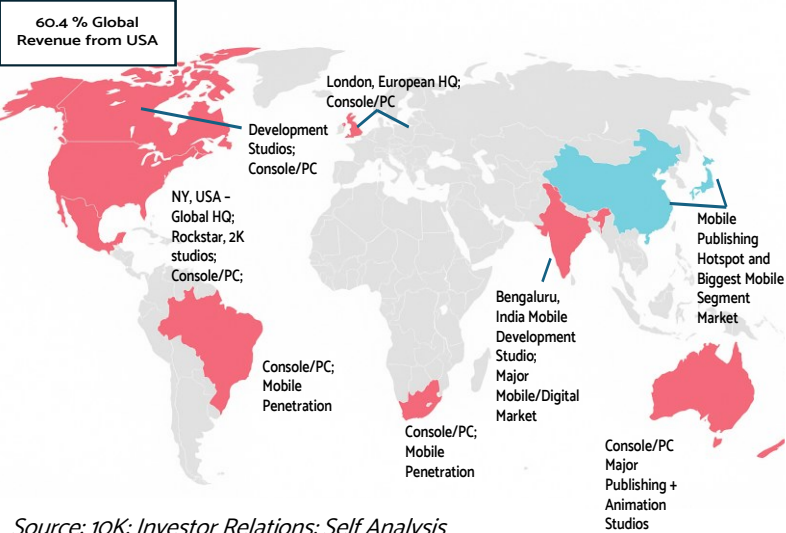 60.4 % Global
Revenue from USA
London, European HQ;
Console/PC
Development
Studios;
Console/PC
NY, USA –
Global HQ;
Rockstar, 2K
studios;
Console/PC;
Mobile
Publishing
Hotspot and
Biggest Mobile
Segment
Market
Bengaluru,
India Mobile
Development
Studio;
Major
Mobile/Digital
Market
Console/PC;
Mobile
Penetration
Console/PC;
Mobile
Penetration
Console/PC
Major
Publishing +
Animation
Studios
Source: 10K; Investor Relations; Self Analysis